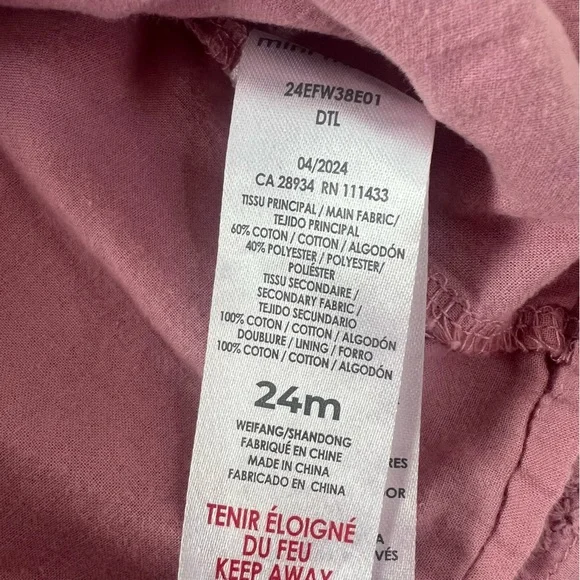 24EFW38E01
DTL
04/2024
CA 28934 RN 111433
TISSU PRINCIPAL / MAIN FABRIC/
TEJIDO PRINCIPAL
60% COTON / COTTON / ALGODÓN
40% POLYESTER / POLYESTER/
POLIÉSTER
TISSU SECONDAIRE /
SECONDARY FABRIC /
TEJIDO SECUNDARIO
100% COTON / COTTON / ALGODÓN
DOUBLURE / LINING / FORRO
100% COTON / COTTON / ALGODÓN
24m
WEIFANG/SHANDONG
FABRIQUÉ EN CHINE
MADE IN CHINA
FABRICADO EN CHINA
TENIR ÉLOIGNÉ
DU FEU
KEEP AWAY
RES
OR
VÉS